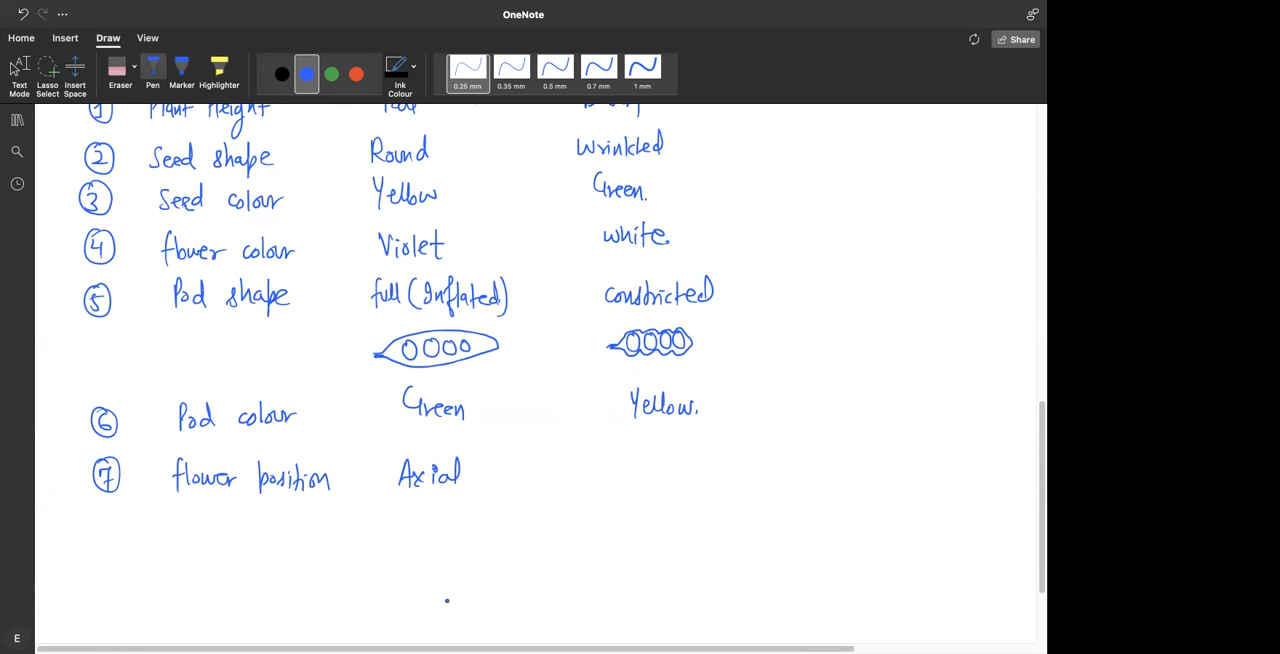 OneNote
Home Insert Draw View
Share
Text Mode Lasso Select Insert Space Eraser Pen Marker Highlighter Ink Colour 0.25 mm 0.35 mm 0.5 mm 0.7 mm 1 mm
① Plant Height
② Seed shape Round Wrinkled
③ Seed colour Yellow Green.
④ flower colour Violet white.
⑤ Pod shape full (Inflated) constricted
⑥ Pod colour Green Yellow.
⑦ flower position Axial
E